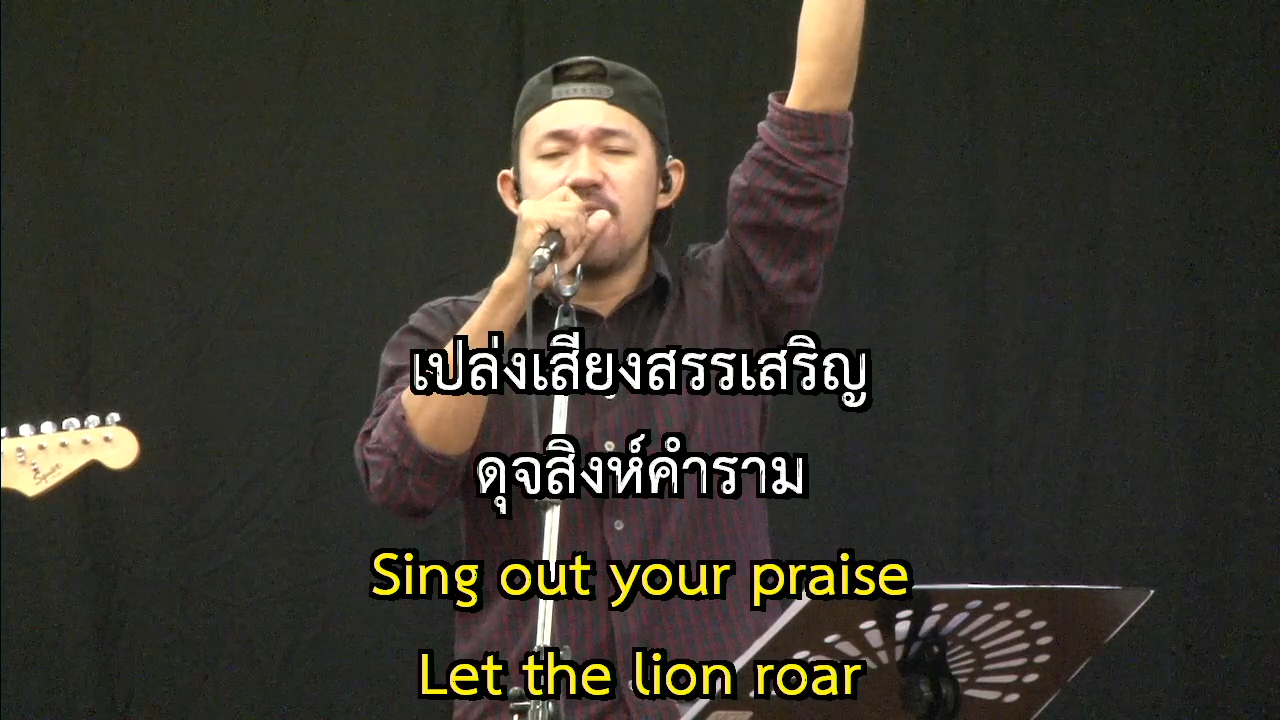 เปล่งเสียงสรรเสริญ
ดุจสิงห์คำราม
Sing out your praise
Let the lion roar
Squier